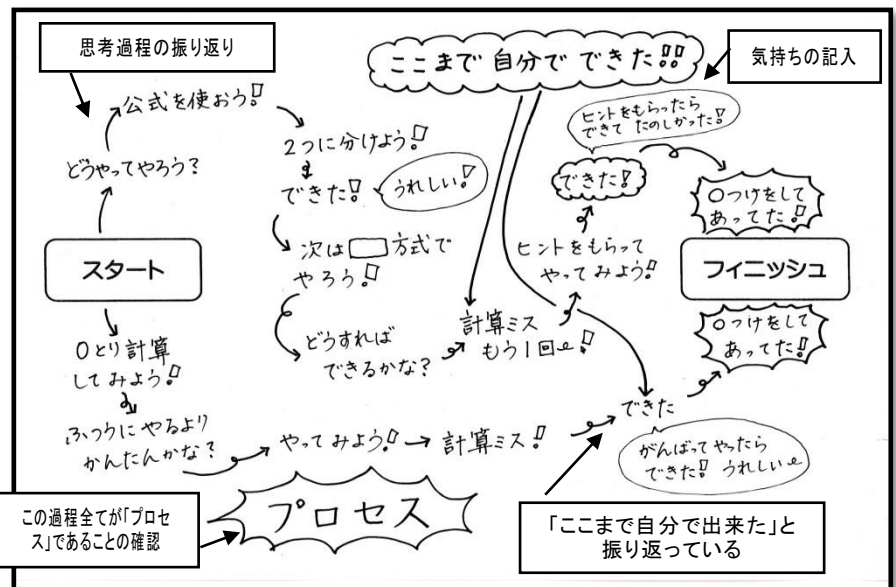 思考過程の振り返り
ここまで 自分で できた!!
気持ちの記入
公式を使おう!
どうやってやろう?
2つに分けよう!
できた!
うれしい!
次は□方式で
やろう!
どうすれば
できるかな?
計算ミス
もう1回!
ヒントをもらって
やってみよう!
できた!
ヒントをもらったら
できて たのしかった!
○つけをして
あってた!
スタート
フィニッシュ
0とり計算
してみよう!
ふつうにやるより
かんたんかな?
やってみよう!
計算ミス!
できた
がんばってやったら
できた! うれしい
○つけをして
あってた!
プロセス
この過程全てが「プロセ
ス」であることの確認
「ここまで自分で出来た」と
振り返っている